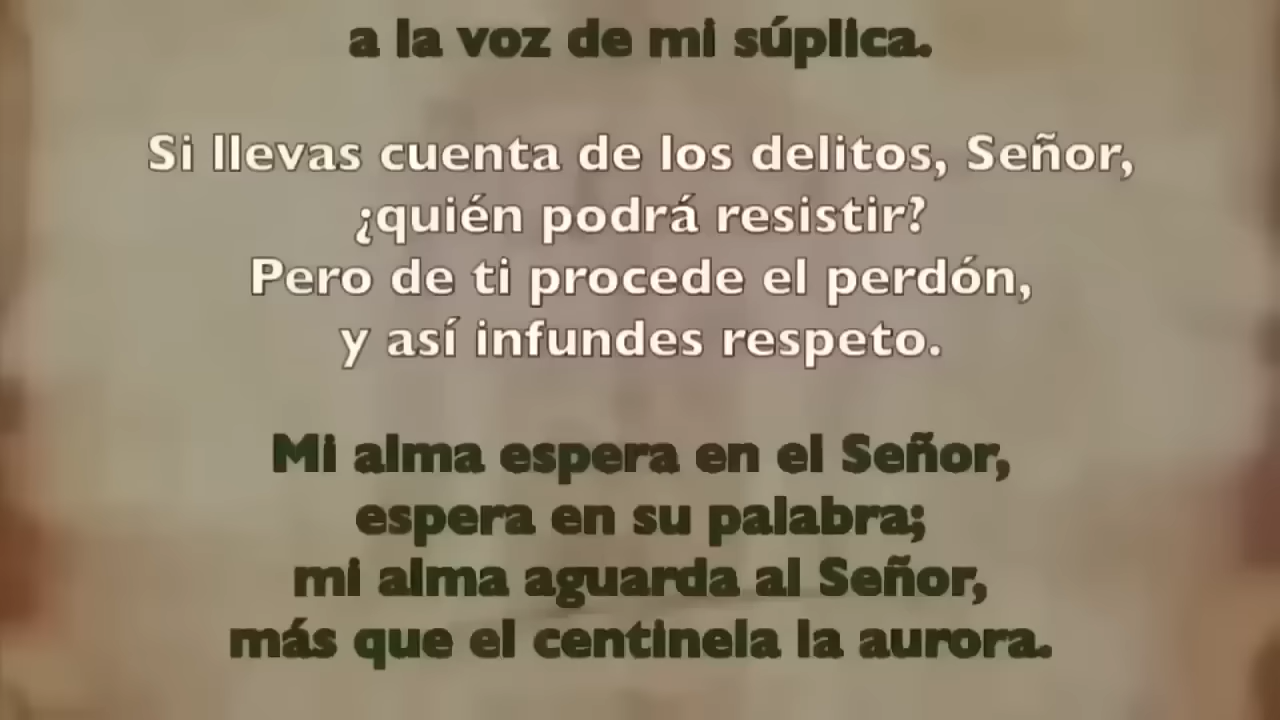 a la voz de mi súplica.
Si llevas cuenta de los delitos, Señor,
¿quién podrá resistir?
Pero de ti procede el perdón,
y así infundes respeto.
Mi alma espera en el Señor,
espera en su palabra;
mi alma aguarda al Señor,
más que el centinela la aurora.